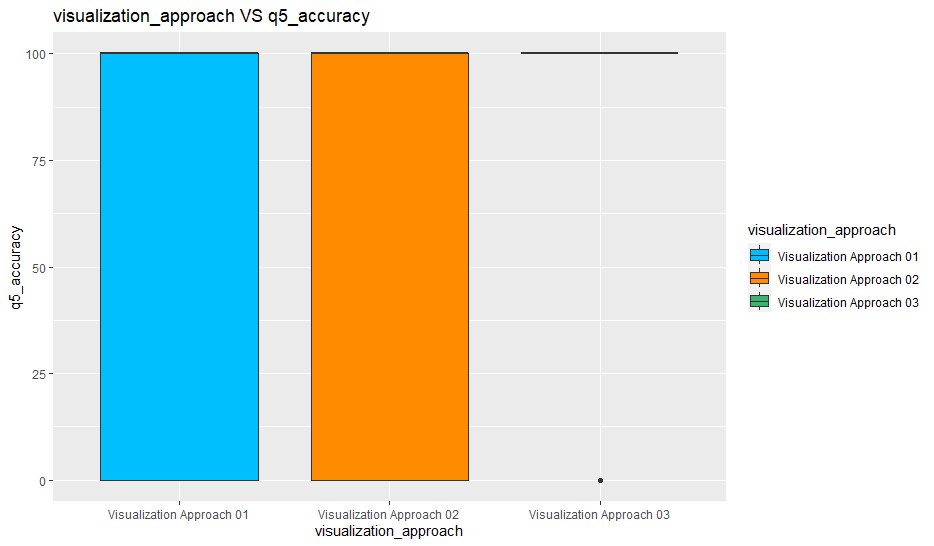 visualization_approach VS q5_accuracy
100
75
50
25
0
q5_accuracy
Visualization Approach 01
Visualization Approach 02
Visualization Approach 03
visualization_approach
visualization_approach
Visualization Approach 01
Visualization Approach 02
Visualization Approach 03